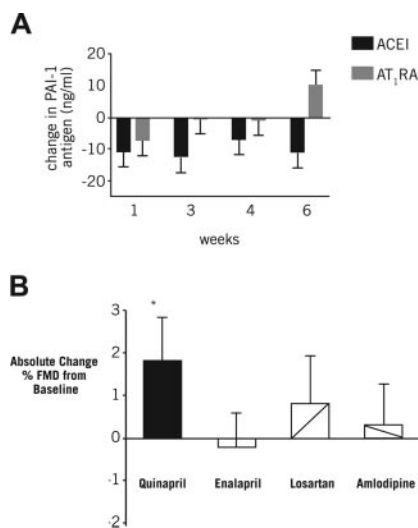 A
ACEI
AT₁RA
change in PAI-1
antigen (ng/ml)
20
10
0
-10
-20
1 3 4 6
weeks
B
Absolute Change
% FMD from
Baseline
3
2
1
0
-1
-2
*
Quinapril Enalapril Losartan Amlodipine